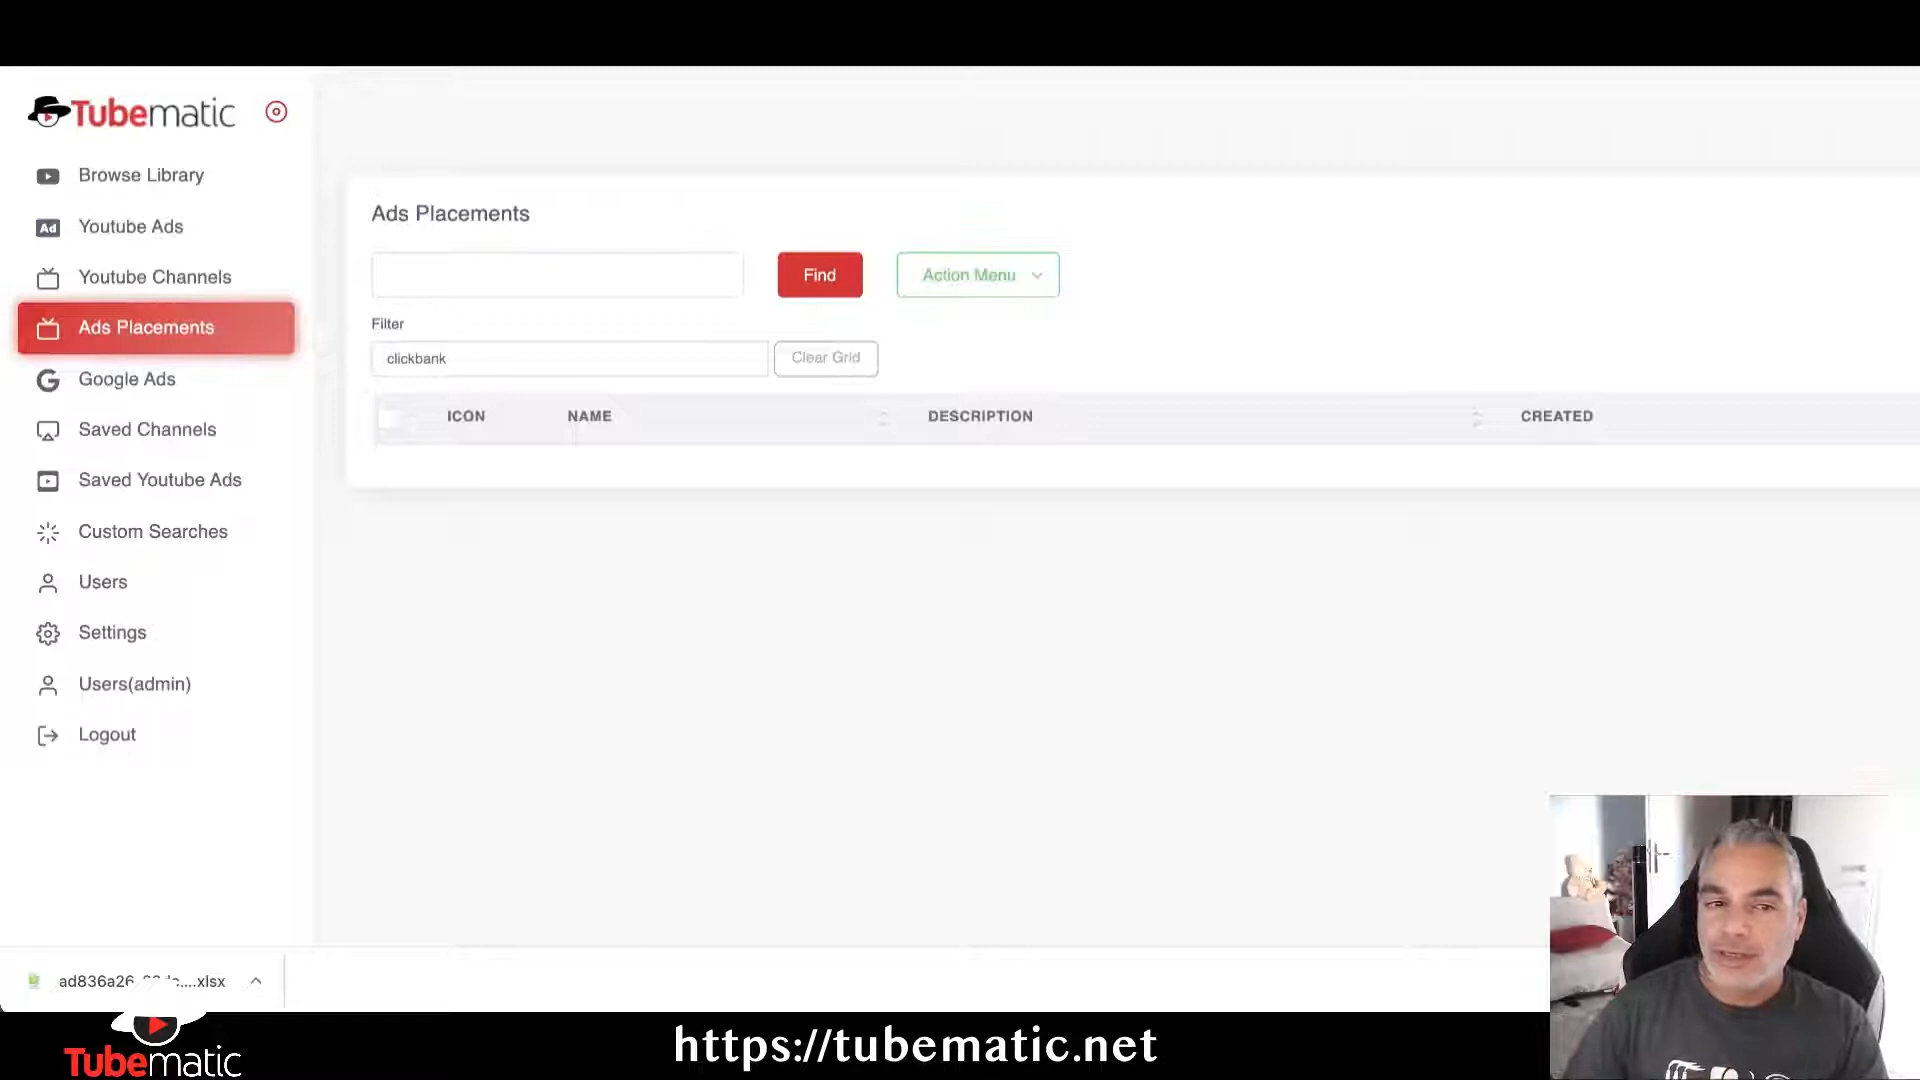 Tubematic
Browse Library
Ad Youtube Ads
Youtube Channels
Ads Placements
Google Ads
Saved Channels
Saved Youtube Ads
Custom Searches
Users
Settings
Users(admin)
Logout
Ads Placements
Find
Action Menu
Filter
clickbank
Clear Grid
ICON NAME DESCRIPTION CREATED
Tubematic
https://tubematic.net